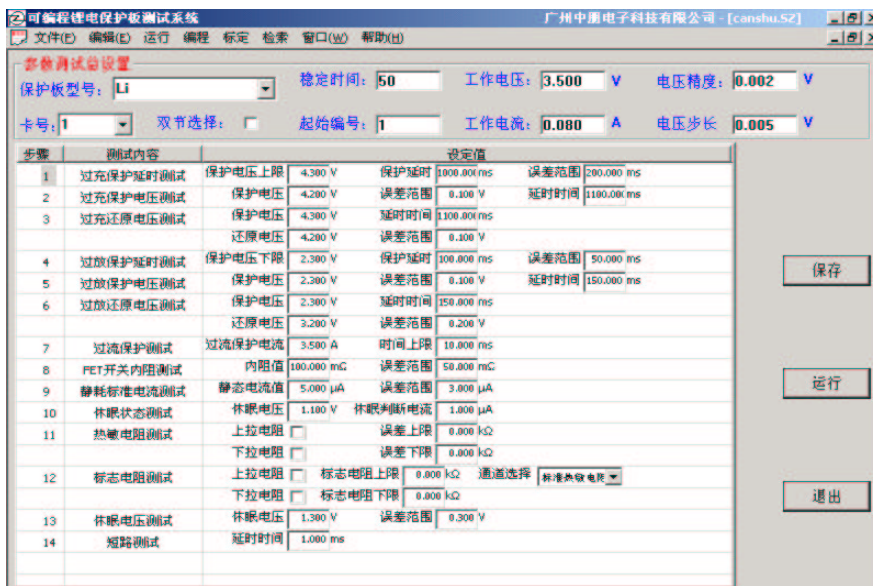 可编程锂电保护板测试系统 广州中朋电子科技有限公司 - [canshu.SZ]
文件(F) 编辑(E) 运行 编程 标定 检索 窗口(W) 帮助(H)
参数测试总设置
保护板型号: Li 稳定时间: 50 工作电压: 3.500 V 电压精度: 0.002 V
卡号: 1 双节选择: 起始编号: 1 工作电流: 0.080 A 电压步长 0.005 V
步骤 测试内容 设定值
1 过充保护延时测试 保护电压上限 4.300 V 保护延时 1000.00 ms 误差范围 200.000 ms
2 过充保护电压测试 保护电压 4.200 V 误差范围 0.100 V 延时时间 1100.00 ms
3 过充还原电压测试 保护电压 4.300 V 延时时间 1100.00 ms
还原电压 4.200 V 误差范围 0.100 V
4 过放保护延时测试 保护电压下限 2.300 V 保护延时 100.000 ms 误差范围 50.000 ms
5 过放保护电压测试 保护电压 2.300 V 误差范围 0.100 V 延时时间 150.000 ms
6 过放还原电压测试 保护电压 2.300 V 延时时间 150.000 ms
还原电压 3.200 V 误差范围 0.200 V
7 过流保护测试 过流保护电流 3.500 A 时间上限 10.000 ms
8 FET开关内阻测试 内阻值 100.000 mΩ 误差范围 50.000 mΩ
9 静耗标准电流测试 静态电流值 5.000 μA 误差范围 3.000 μA
10 休眠状态测试 休眠电压 1.100 V 休眠判断电流 1.000 μA
11 热敏电阻测试 上拉电阻 误差上限 0.000 kΩ
下拉电阻 误差下限 0.000 kΩ
12 标志电阻测试 上拉电阻 标志电阻上限 0.000 kΩ 通道选择 标准热敏电阻
下拉电阻 标志电阻下限 0.000 kΩ
13 休眠电压测试 休眠电压 1.300 V 误差范围 0.300 V
14 短路测试 延时时间 1.000 ms
保存
运行
退出